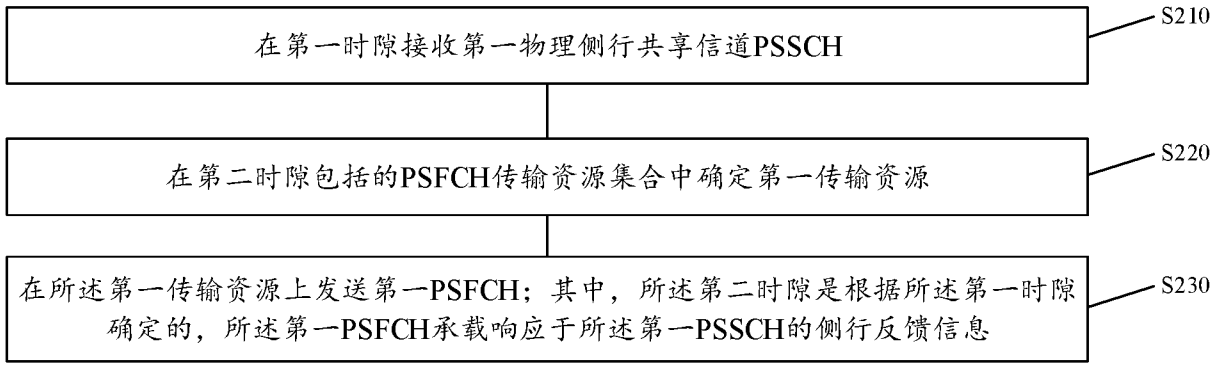 在第一时隙接收第一物理侧行共享信道PSSCH
S210
在第二时隙包括的PSFCH传输资源集合中确定第一传输资源
S220
在所述第一传输资源上发送第一PSFCH；其中，所述第二时隙是根据所述第一时隙
确定的，所述第一PSFCH承载响应于所述第一PSSCH的侧行反馈信息
S230